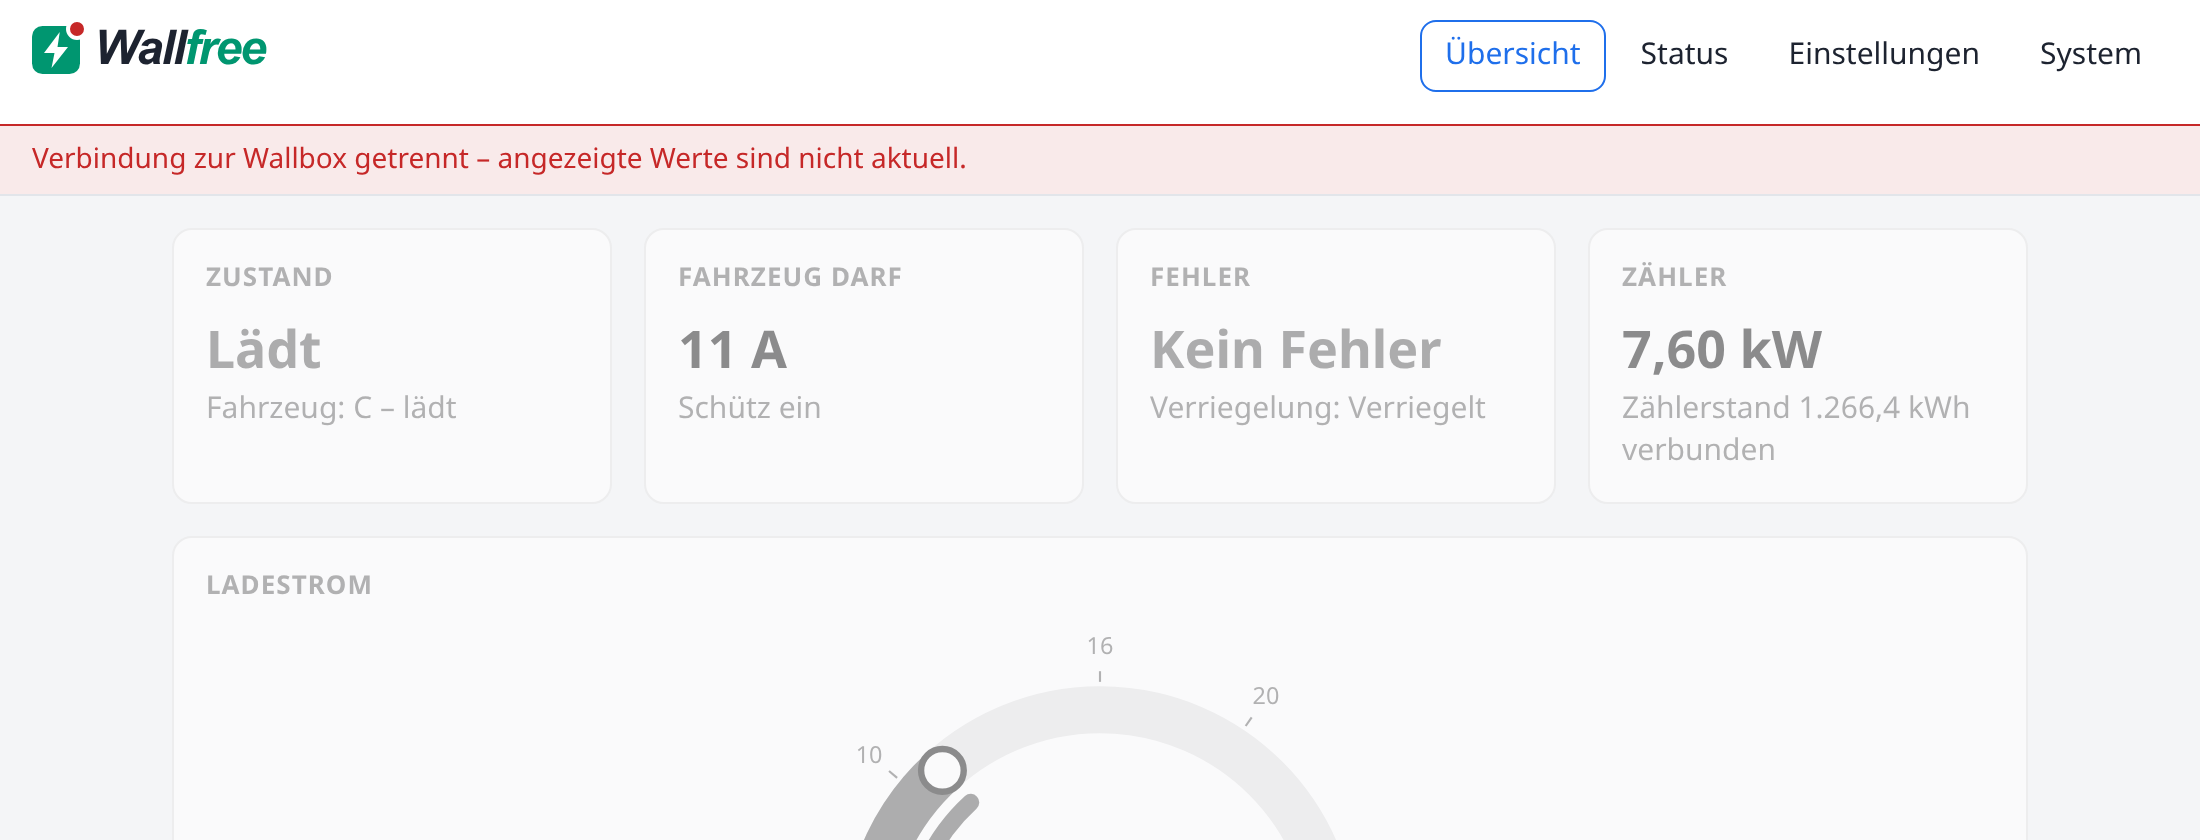 Wallfree
Übersicht
Status
Einstellungen
System
Verbindung zur Wallbox getrennt – angezeigte Werte sind nicht aktuell.
ZUSTAND
Lädt
Fahrzeug: C – lädt
FAHRZEUG DARF
11 A
Schütz ein
FEHLER
Kein Fehler
Verriegelung: Verriegelt
ZÄHLER
7,60 kW
Zählerstand 1.266,4 kWh
verbunden
LADESTROM
16
20
10